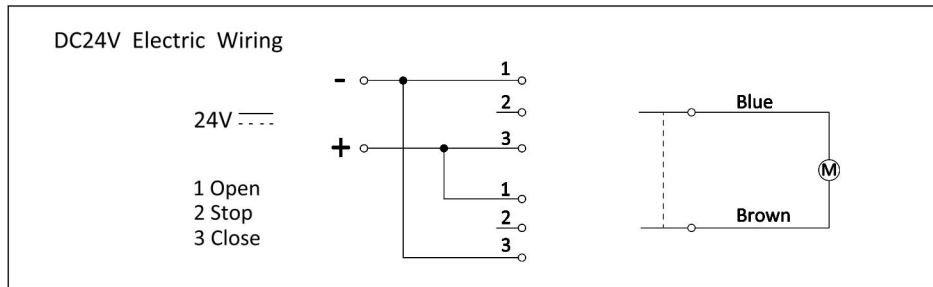 DC24V Electric Wiring
- 1
2
24V
+ 3
1 Open
2 Stop
3 Close
1
2
3
Blue
M
Brown